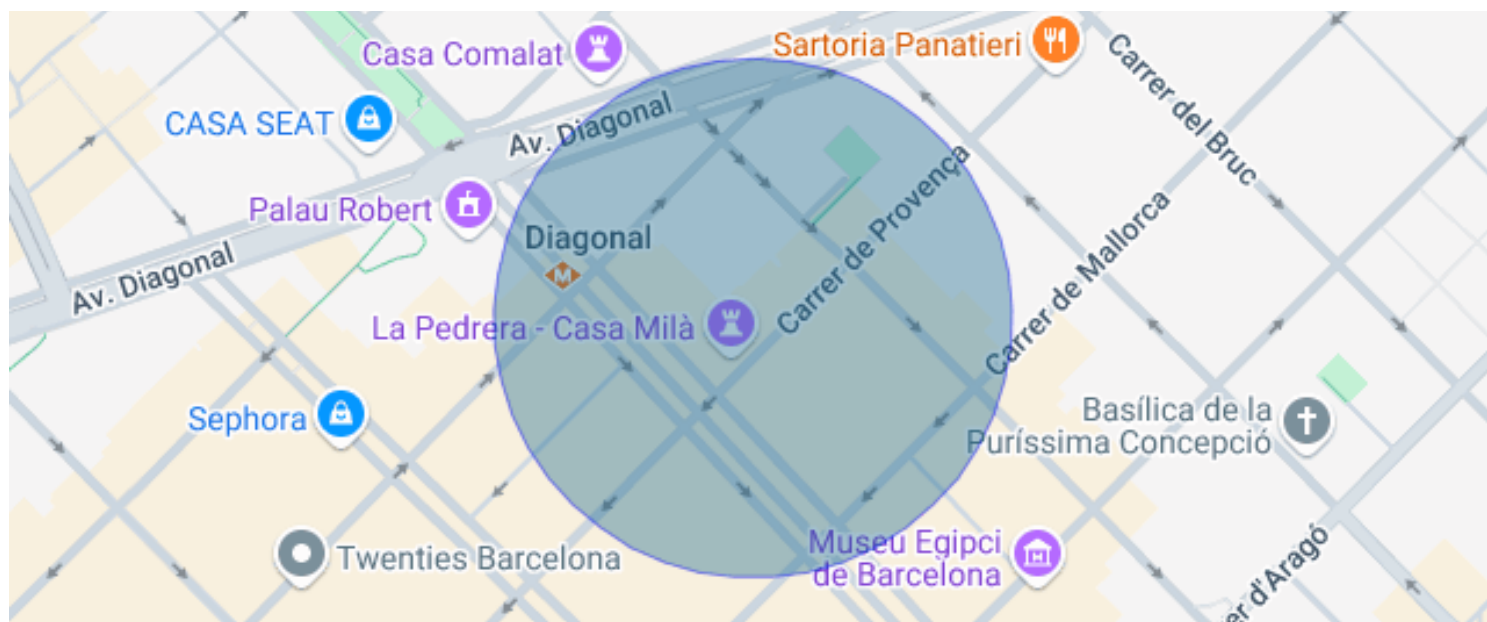 Casa Comalat
Sartoria Panatieri
Carrer del Bruc
CASA SEAT
Av. Diagonal
Palau Robert
Diagonal
M
Av. Diagonal
Carrer de Provença
Carrer de Mallorca
La Pedrera - Casa Milà
Sephora
Basílica de la
Puríssima Concepció
Twenties Barcelona
Museu Egipci
de Barcelona
er d'Aragó